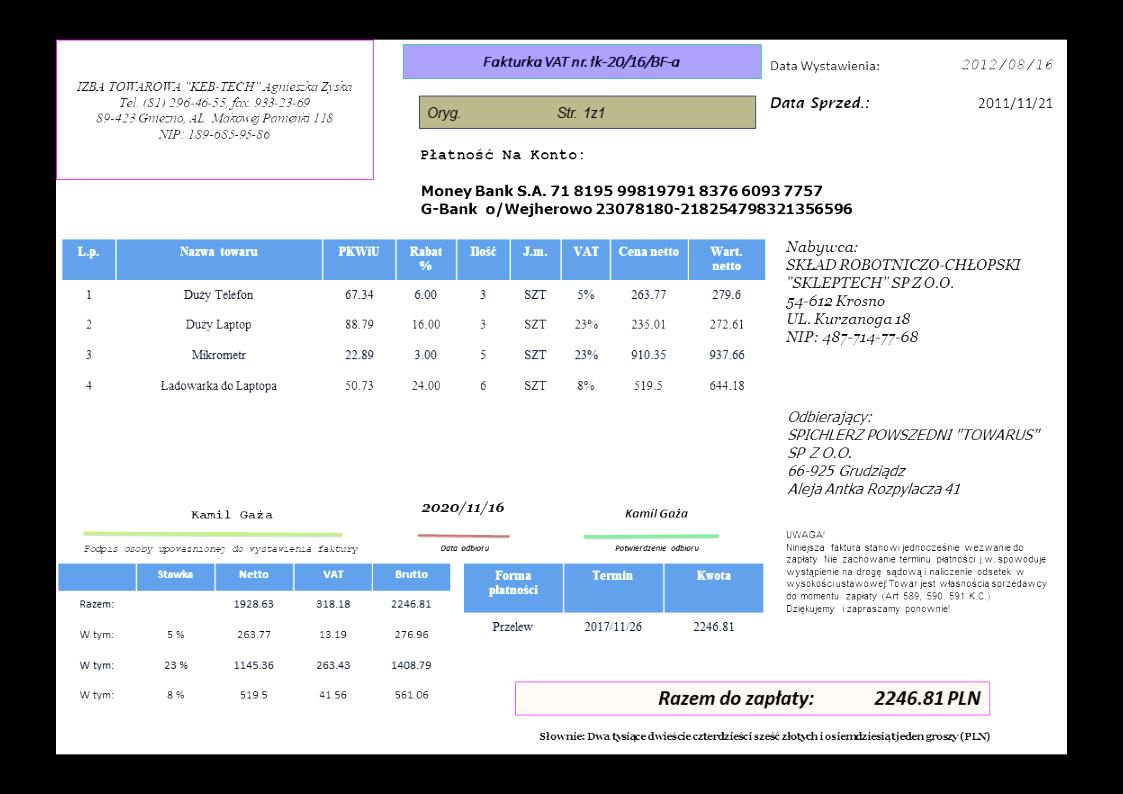 IZBA TOWAROWA "KEB-TECH" Agnieszka Zyska
Tel. (81) 296-46-55, fax. 933-23-69
89-423 Gniezno, AL Makowej Panienki 118
NIP: 189-685-95-86
Fakturka VAT nr. łk-20/16/BF-a
Oryg. Str. 1z1
Data Wystawienia: 2012/08/16
Data Sprzed.: 2011/11/21
Płatność Na Konto:
Money Bank S.A. 71 8195 99819791 8376 6093 7757
G-Bank o/Wejherowo 23078180-218254798321356596
L.p. Nazwa towaru PKWiU Rabat % Ilość J.m. VAT Cena netto Wart. netto
1 Duży Telefon 67.34 6.00 3 SZT 5% 263.77 279.6
2 Duży Laptop 88.79 16.00 3 SZT 23% 235.01 272.61
3 Mikrometr 22.89 3.00 5 SZT 23% 910.35 937.66
4 Ładowarka do Laptopa 50.73 24.00 6 SZT 8% 519.5 644.18
Nabywca:
SKŁAD ROBOTNICZO-CHŁOPSKI
"SKLEPTECH" SP Z O.O.
54-612 Krosno
UL. Kurzanoga 18
NIP: 487-714-77-68
Odbierający:
SPICHLERZ POWSZEDNI "TOWARUS"
SP Z O.O.
66-925 Grudziądz
Aleja Antka Rozpylacza 41
Kamil Gaża
Podpis osoby upoważnionej do wystawienia faktury
2020/11/16
Data odbioru
Kamil Gaża
Potwierdzenie odbioru
UWAGA!
Niniejsza faktura stanowi jednocześnie wezwanie do
zapłaty. Nie zachowanie terminu płatności j.w. spowoduje
wystąpienie na drogę sądową i naliczenie odsetek w
wysokości ustawowej! Towar jest własnością sprzedawcy
do momentu zapłaty (Art 589, 590, 591 K.C.)
Dziękujemy i zapraszamy ponownie!
Stawka Netto VAT Brutto
Razem: 1928.63 318.18 2246.81
W tym: 5 % 263.77 13.19 276.96
W tym: 23 % 1145.36 263.43 1408.79
W tym: 8 % 519.5 41.56 561.06
Forma płatności Termin Kwota
Przelew 2017/11/26 2246.81
Razem do zapłaty: 2246.81 PLN
Słownie: Dwa tysiące dwieście czterdzieści sześć złotych i osiemdziesiąt jeden groszy (PLN)